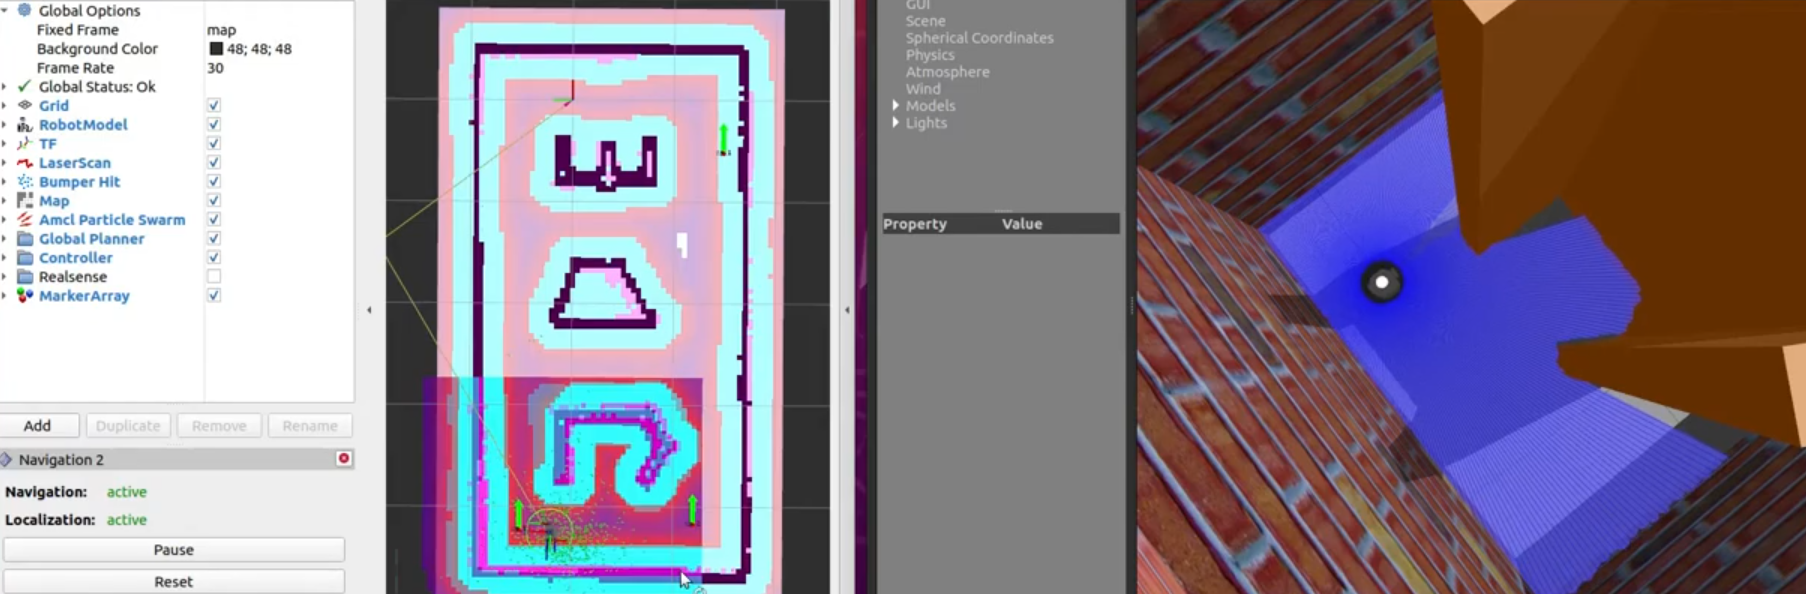 Global Options
Fixed Frame map
Background Color 48; 48; 48
Frame Rate 30
Global Status: Ok
Grid
RobotModel
TF
LaserScan
Bumper Hit
Map
Amcl Particle Swarm
Global Planner
Controller
Realsense
MarkerArray
Add Duplicate Remove Rename
Navigation 2
Navigation: active
Localization: active
Pause
Reset
GUI
Scene
Spherical Coordinates
Physics
Atmosphere
Wind
Models
Lights
Property Value